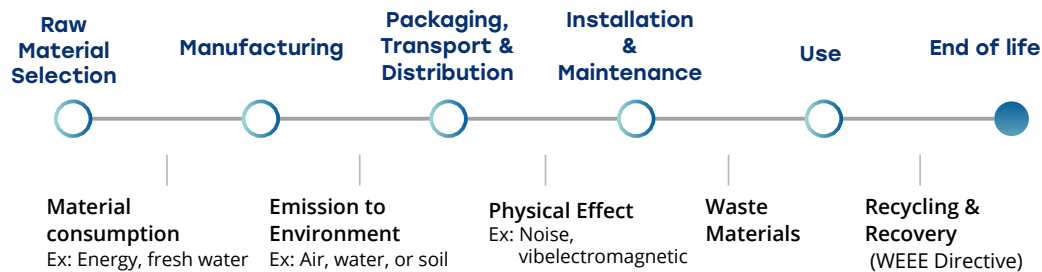 Raw
Material
Selection
Manufacturing
Packaging,
Transport &
Distribution
Installation
&
Maintenance
Use
End of life
Material
consumption
Ex: Energy, fresh water
Emission to
Environment
Ex: Air, water, or soil
Physical Effect
Ex: Noise,
vibelectromagnetic
Waste
Materials
Recycling &
Recovery
(WEEE Directive)